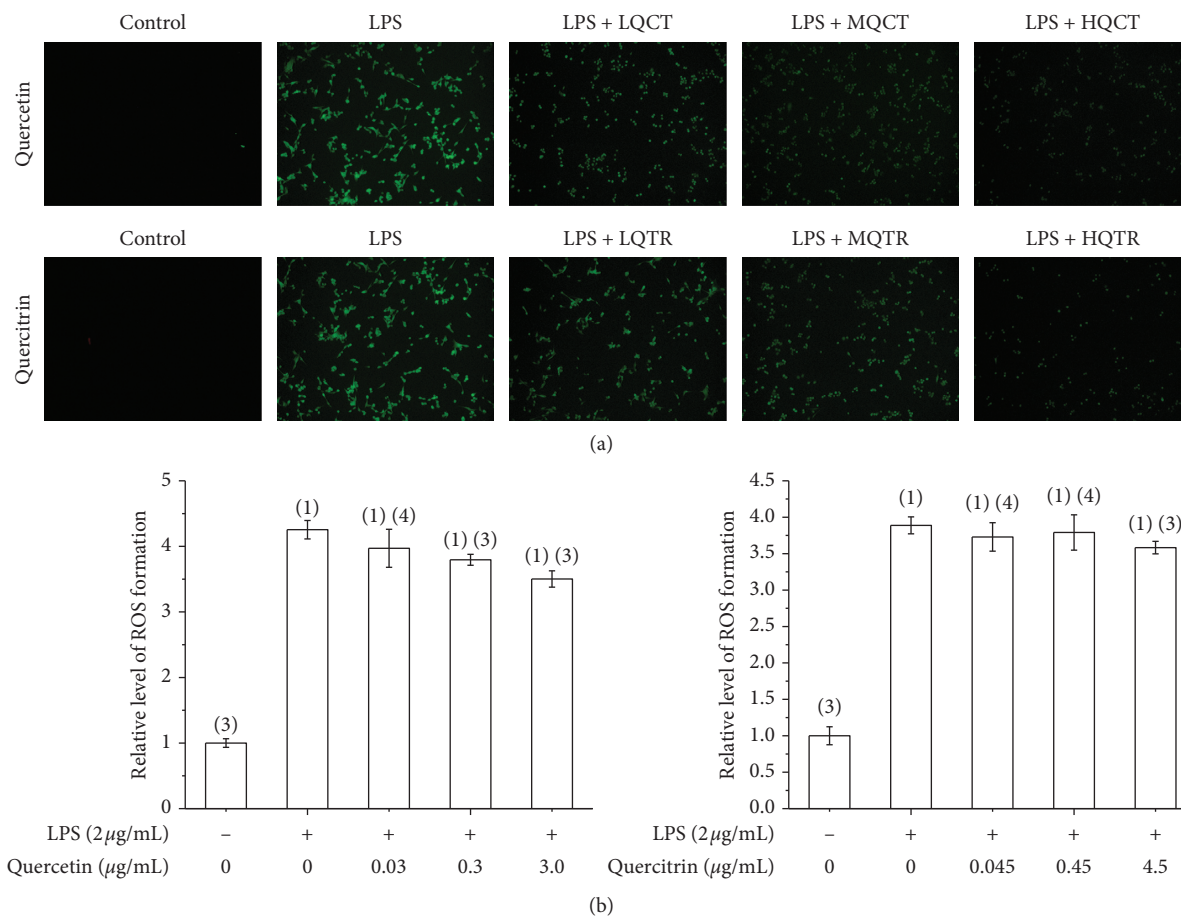 Control LPS LPS + LQCT LPS + MQCT LPS + HQCT
Quercetin
Control LPS LPS + LQTR LPS + MQTR LPS + HQTR
Quercitrin
(a)
Relative level of ROS formation
5
4
3
2
1
0
(3)
(1)
(1) (4)
(1) (3)
(1) (3)
LPS (2 μg/mL) – + + + +
Quercetin (μg/mL) 0 0 0.03 0.3 3.0
Relative level of ROS formation
4.5
4.0
3.5
3.0
2.5
2.0
1.5
1.0
0.5
0.0
(3)
(1)
(1) (4)
(1) (4)
(1) (3)
LPS (2 μg/mL) – + + + +
Quercitrin (μg/mL) 0 0 0.045 0.45 4.5
(b)